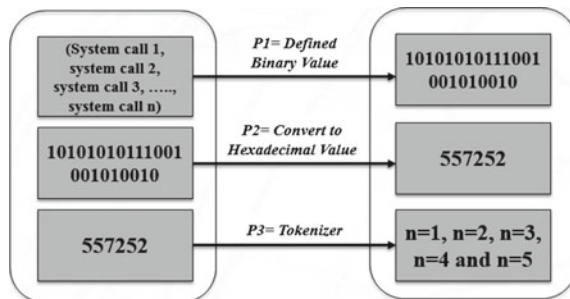 (System call 1,
system call 2,
system call 3, .....,
system call n)
P1= Defined
Binary Value
10101010111001
001010010
10101010111001
001010010
P2= Convert to
Hexadecimal Value
557252
557252
P3= Tokenizer
n=1, n=2, n=3,
n=4 and n=5